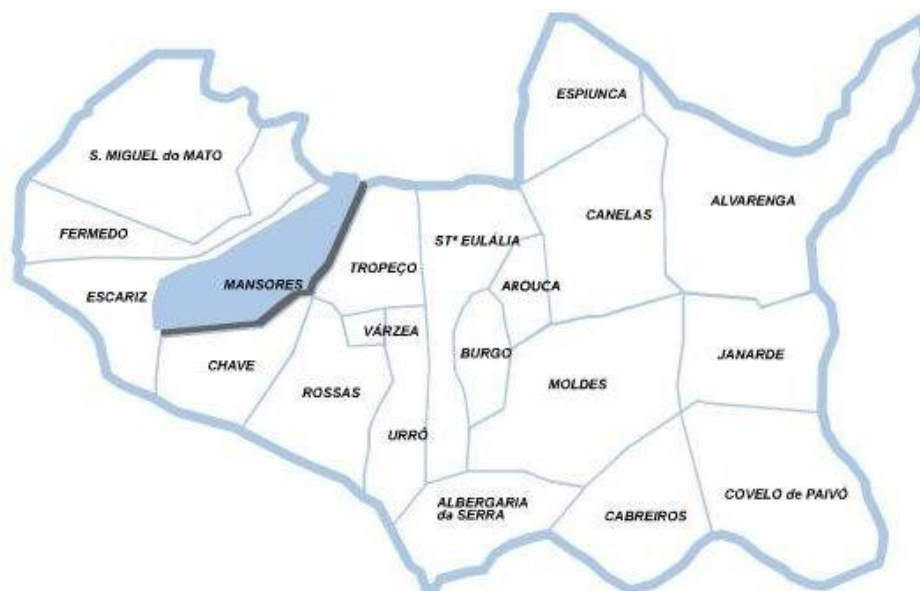 ESPIUNCA
S. MIGUEL do MATO
ALVARENGA
CANELAS
FERMEDO
STª EULÁLIA
TROPEÇO
MANSORES
AROUCA
ESCARIZ
VÁRZEA
BURGO
JANARDE
CHAVE
MOLDES
ROSSAS
URRÓ
COVELO de PAIVÓ
ALBERGARIA
da SERRA
CABREIROS